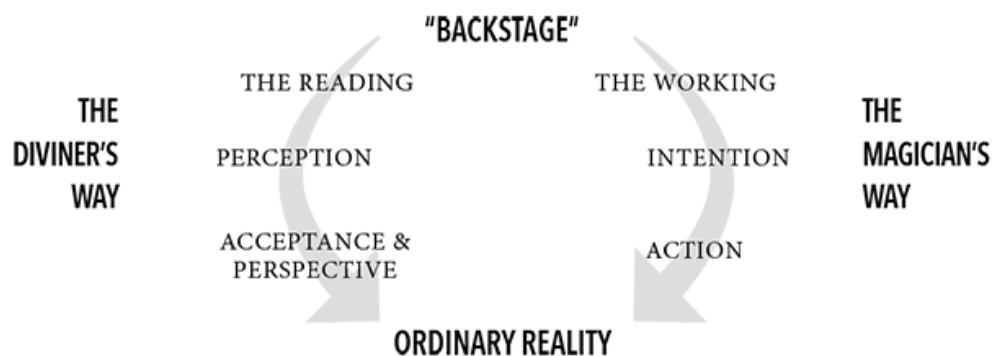 "BACKSTAGE"
THE READING
THE WORKING
THE
DIVINER'S
WAY
PERCEPTION
INTENTION
THE
MAGICIAN'S
WAY
ACCEPTANCE &
PERSPECTIVE
ACTION
ORDINARY REALITY